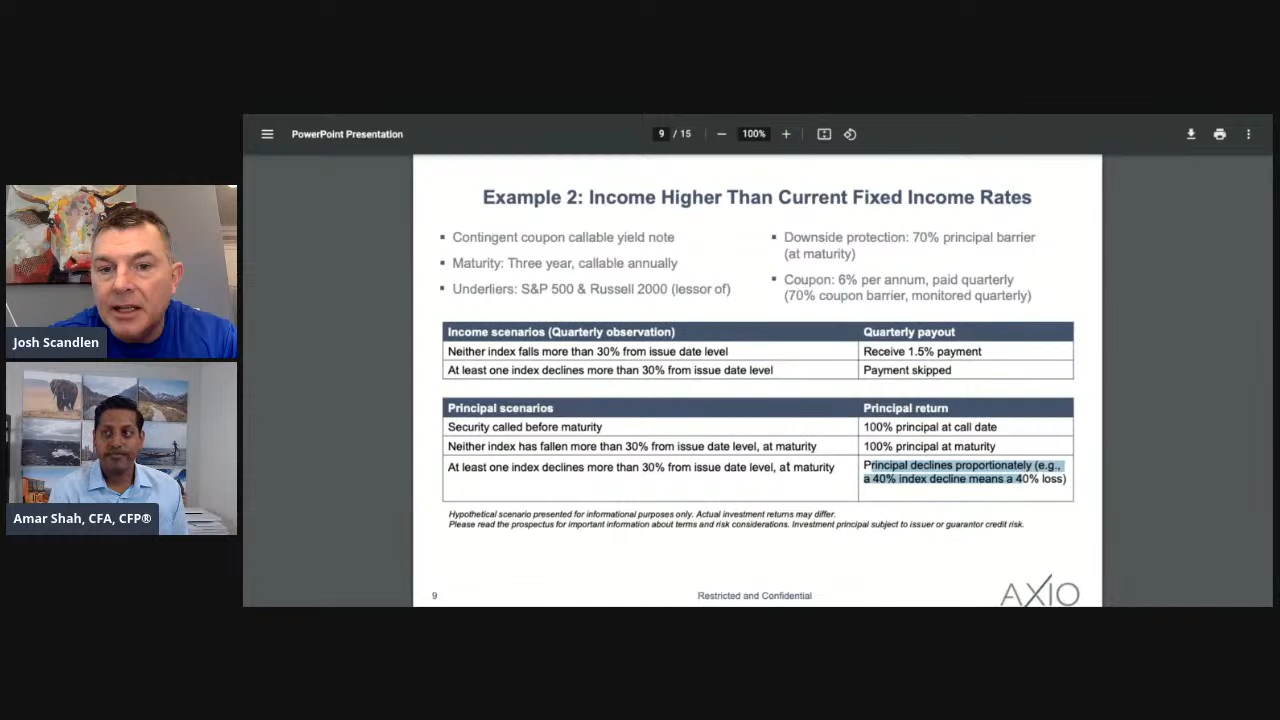 PowerPoint Presentation
9 / 15
100%
Example 2: Income Higher Than Current Fixed Income Rates
Contingent coupon callable yield note
Maturity: Three year, callable annually
Underliers: S&P 500 & Russell 2000 (lessor of)
Downside protection: 70% principal barrier
(at maturity)
Coupon: 6% per annum, paid quarterly
(70% coupon barrier, monitored quarterly)
Income scenarios (Quarterly observation) Quarterly payout
Neither index falls more than 30% from issue date level Receive 1.5% payment
At least one index declines more than 30% from issue date level Payment skipped
Principal scenarios Principal return
Security called before maturity 100% principal at call date
Neither index has fallen more than 30% from issue date level, at maturity 100% principal at maturity
At least one index declines more than 30% from issue date level, at maturity Principal declines proportionately (e.g.,
a 40% index decline means a 40% loss)
Hypothetical scenario presented for informational purposes only. Actual investment returns may differ.
Please read the prospectus for important information about terms and risk considerations. Investment principal subject to issuer or guarantor credit risk.
9
Restricted and Confidential
AXIO
Josh Scandlen
Amar Shah, CFA, CFP®